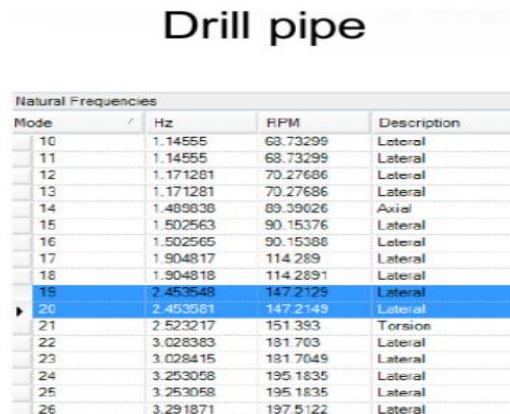 Drill pipe
Natural Frequencies
Mode Hz RPM Description
10 1.14555 68.73299 Lateral
11 1.14555 68.73299 Lateral
12 1.171281 70.27686 Lateral
13 1.171281 70.27686 Lateral
14 1.489838 89.39026 Axial
15 1.502563 90.15376 Lateral
16 1.502565 90.15388 Lateral
17 1.904817 114.289 Lateral
18 1.904818 114.2891 Lateral
19 2.453548 147.2129 Lateral
20 2.453581 147.2149 Lateral
21 2.523217 151.393 Torsion
22 3.028383 181.703 Lateral
23 3.028415 181.7049 Lateral
24 3.253058 195.1835 Lateral
25 3.253058 195.1835 Lateral
26 3.291871 197.5122 Lateral